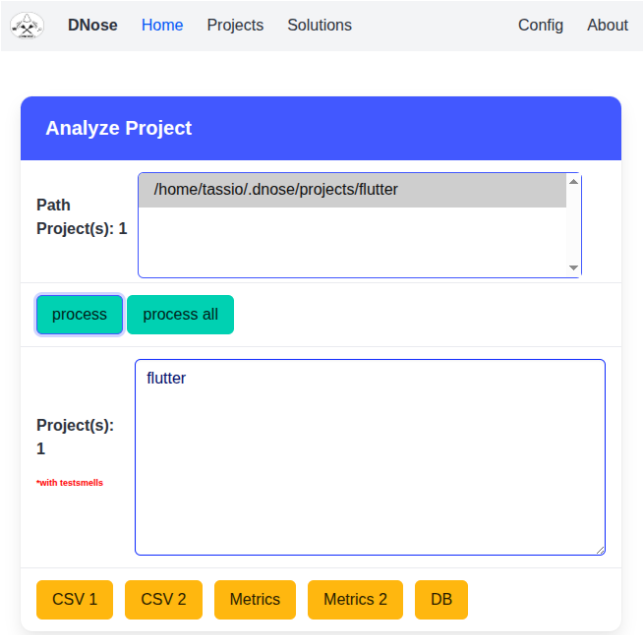 DNose Home Projects Solutions Config About
Analyze Project
Path
Project(s): 1
/home/tassio/.dnose/projects/flutter
process process all
Project(s):
1
*with testsmells
flutter
CSV 1 CSV 2 Metrics Metrics 2 DB